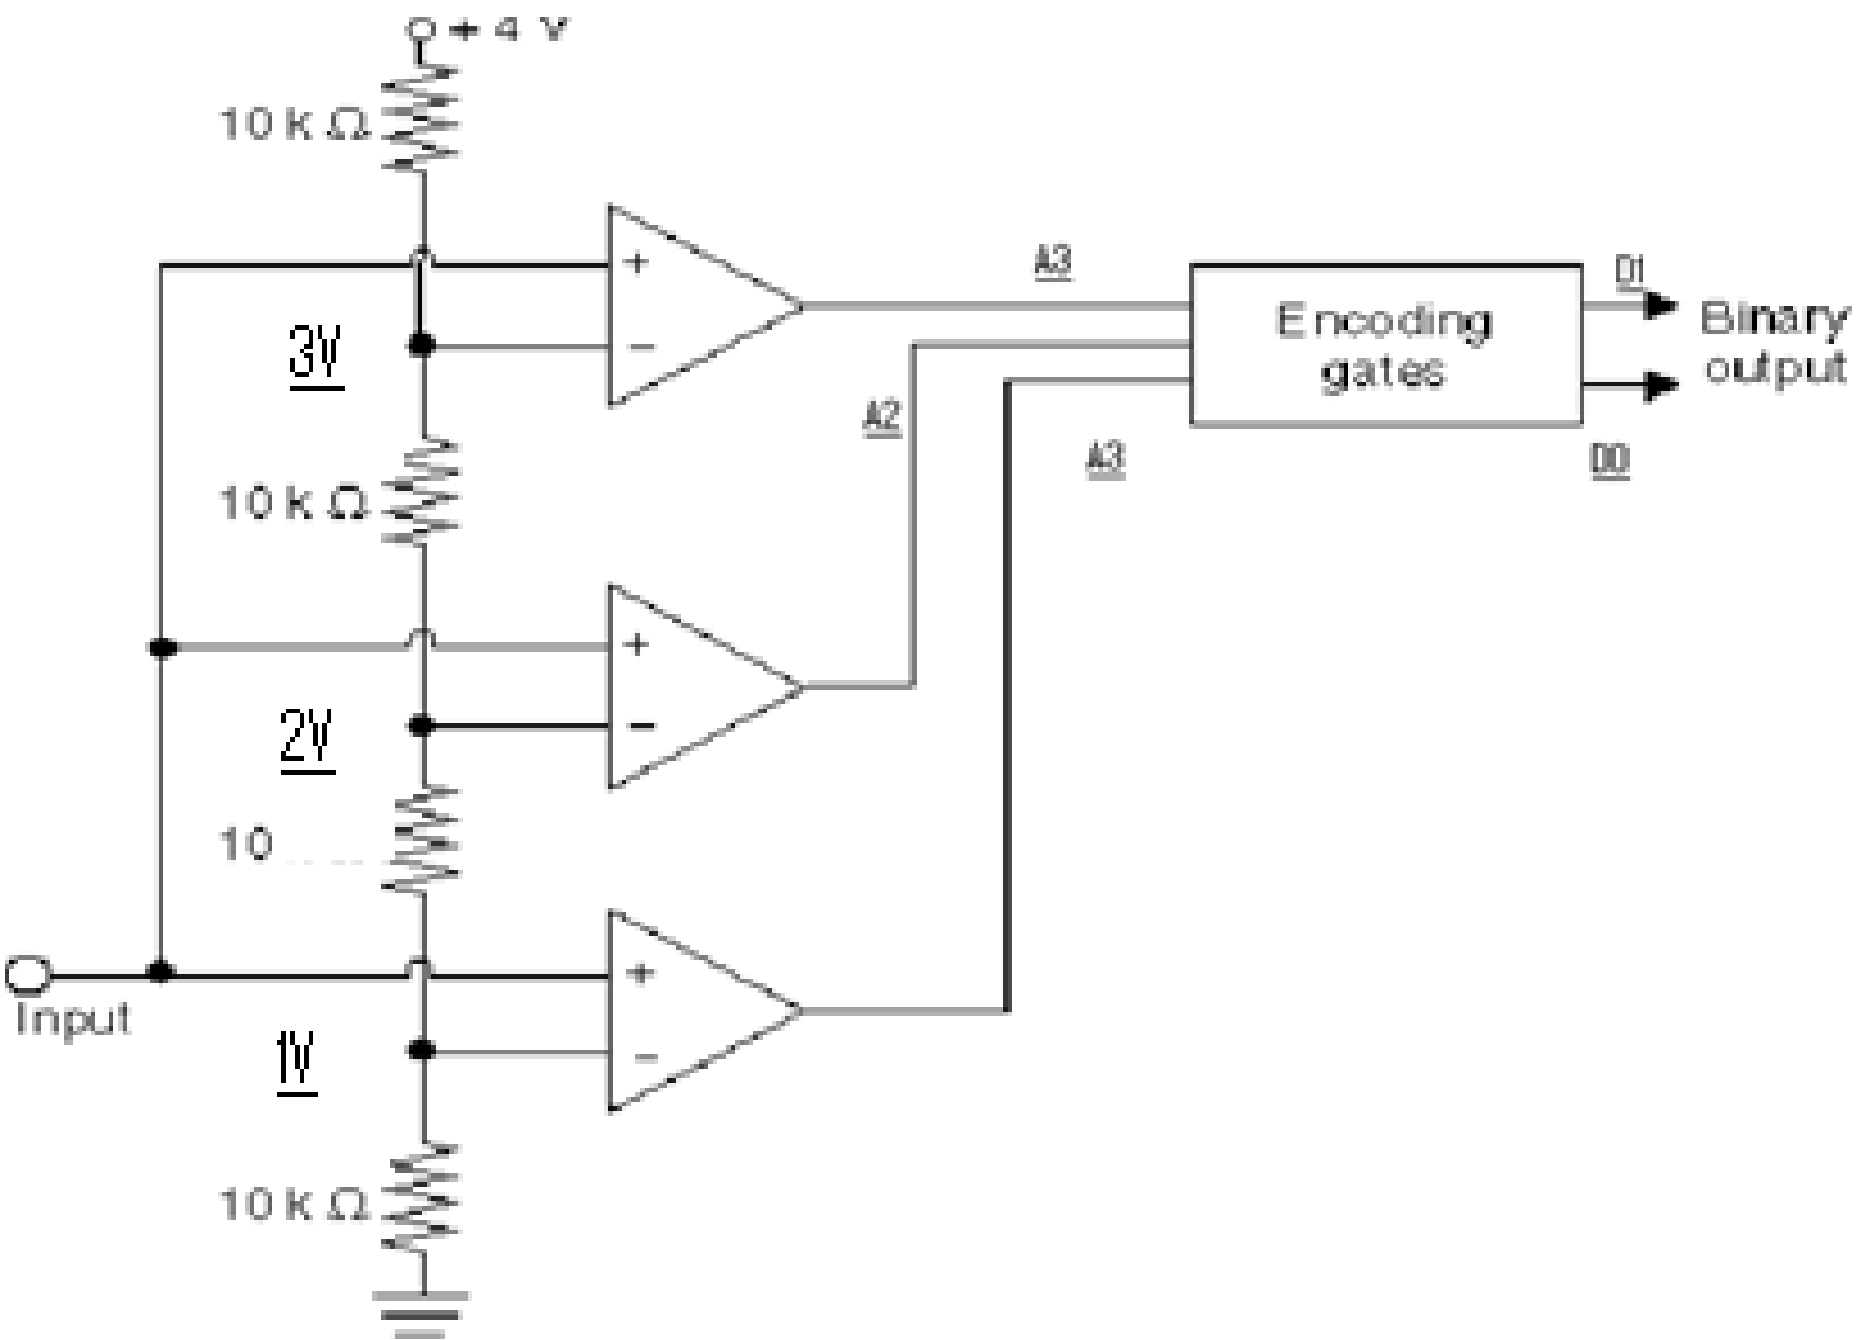 + 4 V
10 k Ω
+
A3
D1
Encoding
gates
Binary
output
3V
−
A2
A3
D0
10 k Ω
+
2V
−
10
+
Input
1V
−
10 k Ω